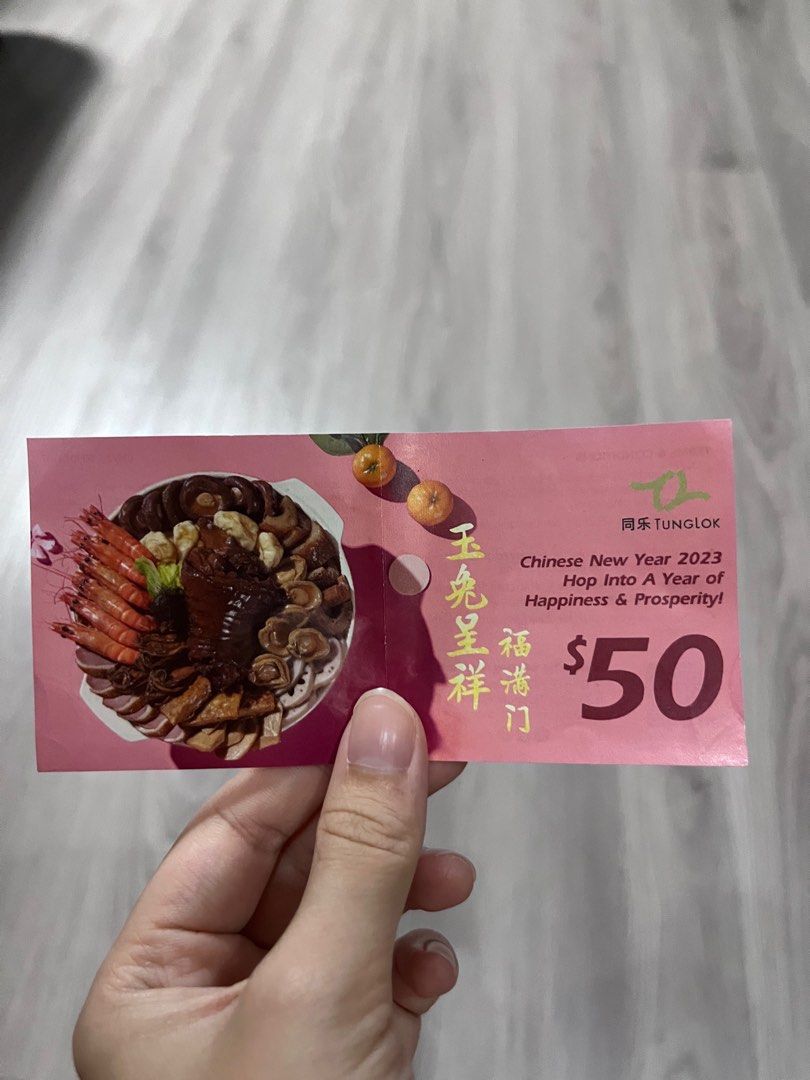 同乐 TUNGLOK
Chinese New Year 2023
Hop Into A Year of
Happiness & Prosperity!
玉兔呈祥
福满门
$50